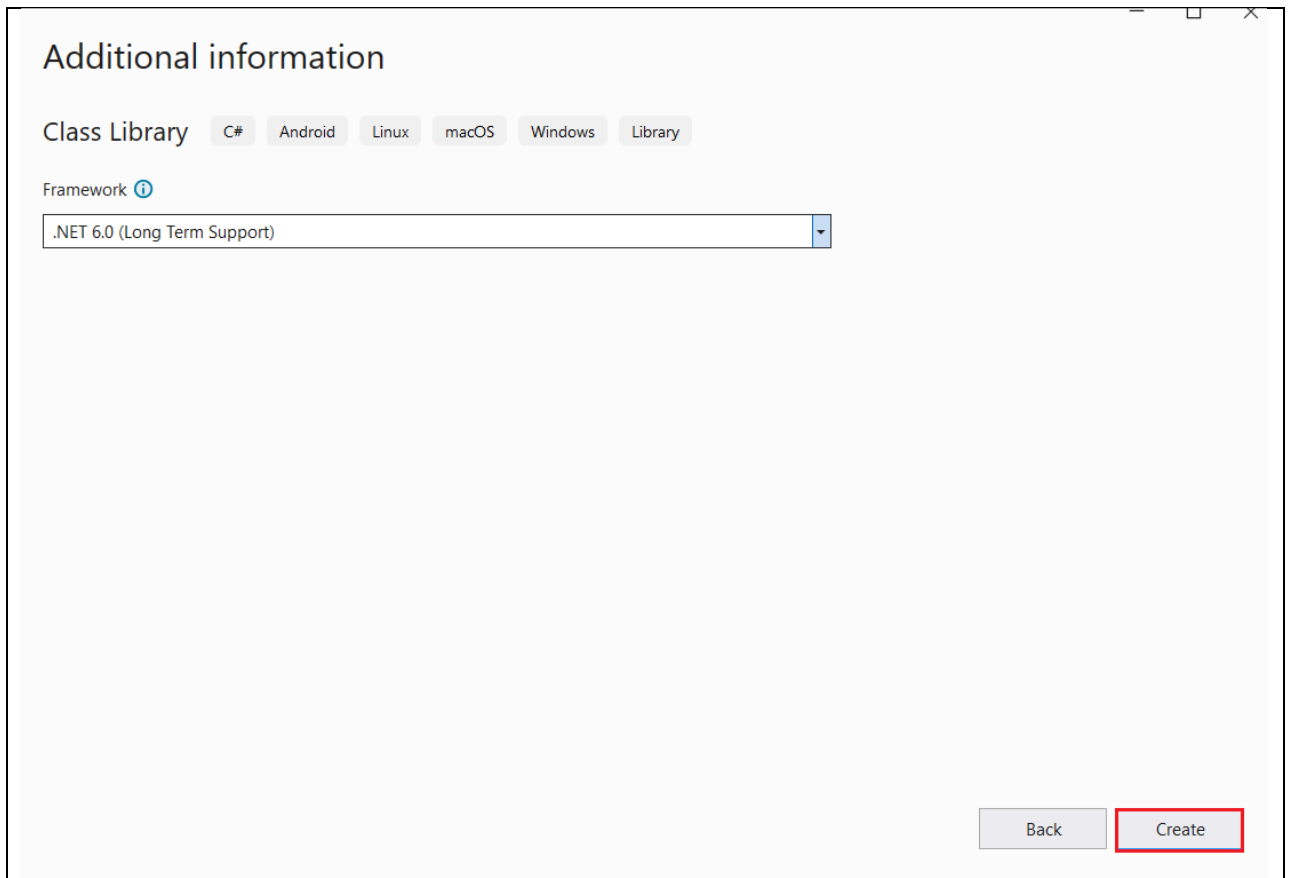 Additional information
Class Library C# Android Linux macOS Windows Library
Framework
.NET 6.0 (Long Term Support)
Back Create